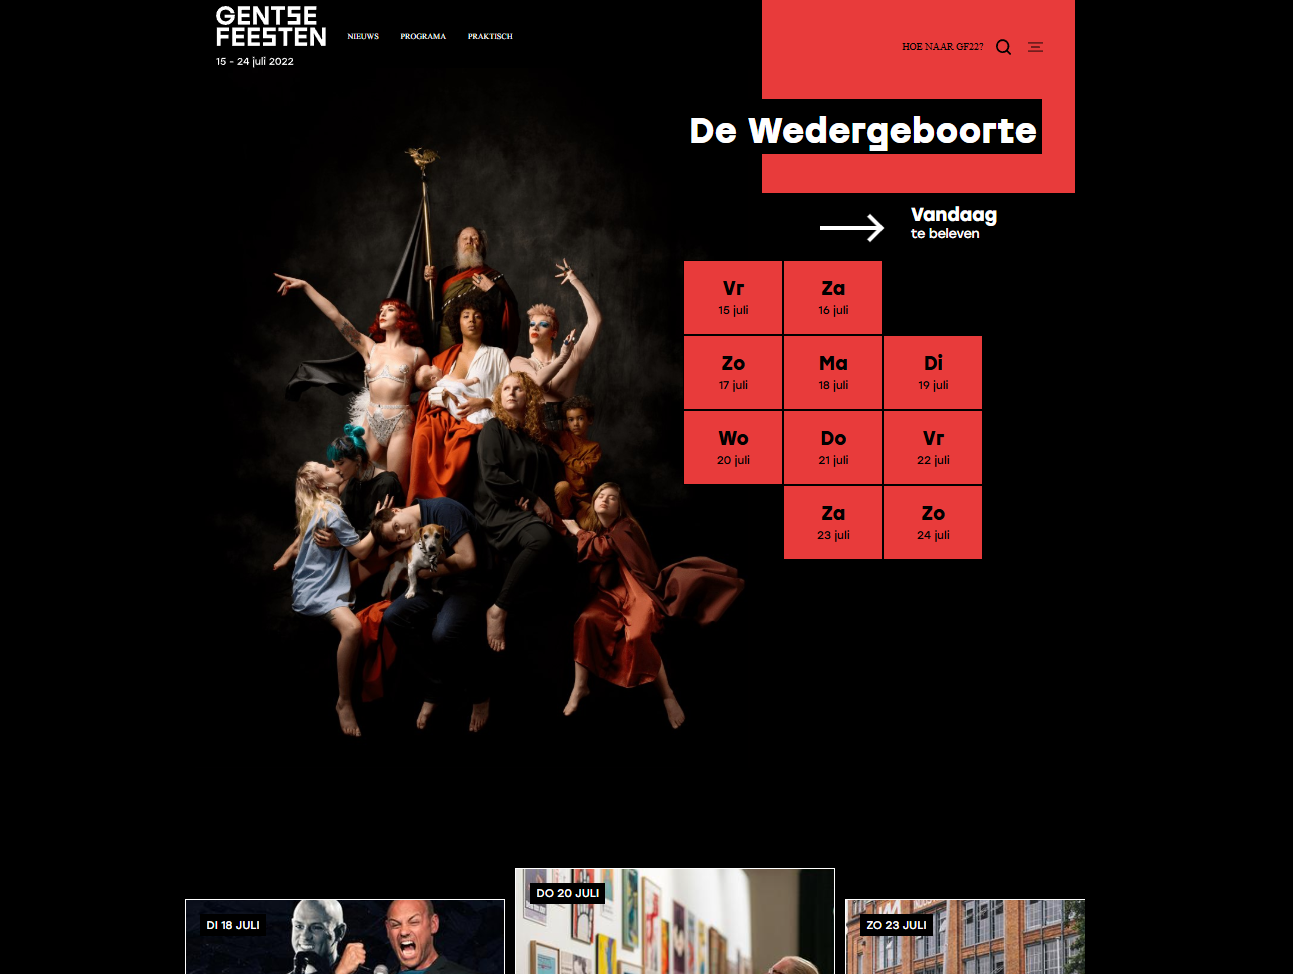 GENTSE
FEESTEN
15 - 24 juli 2022
NIEUWS
PROGRAMA
PRAKTISCH
HOE NAAR GF22?
De Wedergeboorte
Vandaag
te beleven
Vr
15 juli
Za
16 juli
Zo
17 juli
Ma
18 juli
Di
19 juli
Wo
20 juli
Do
21 juli
Vr
22 juli
Za
23 juli
Zo
24 juli
DI 18 JULI
DO 20 JULI
ZO 23 JULI